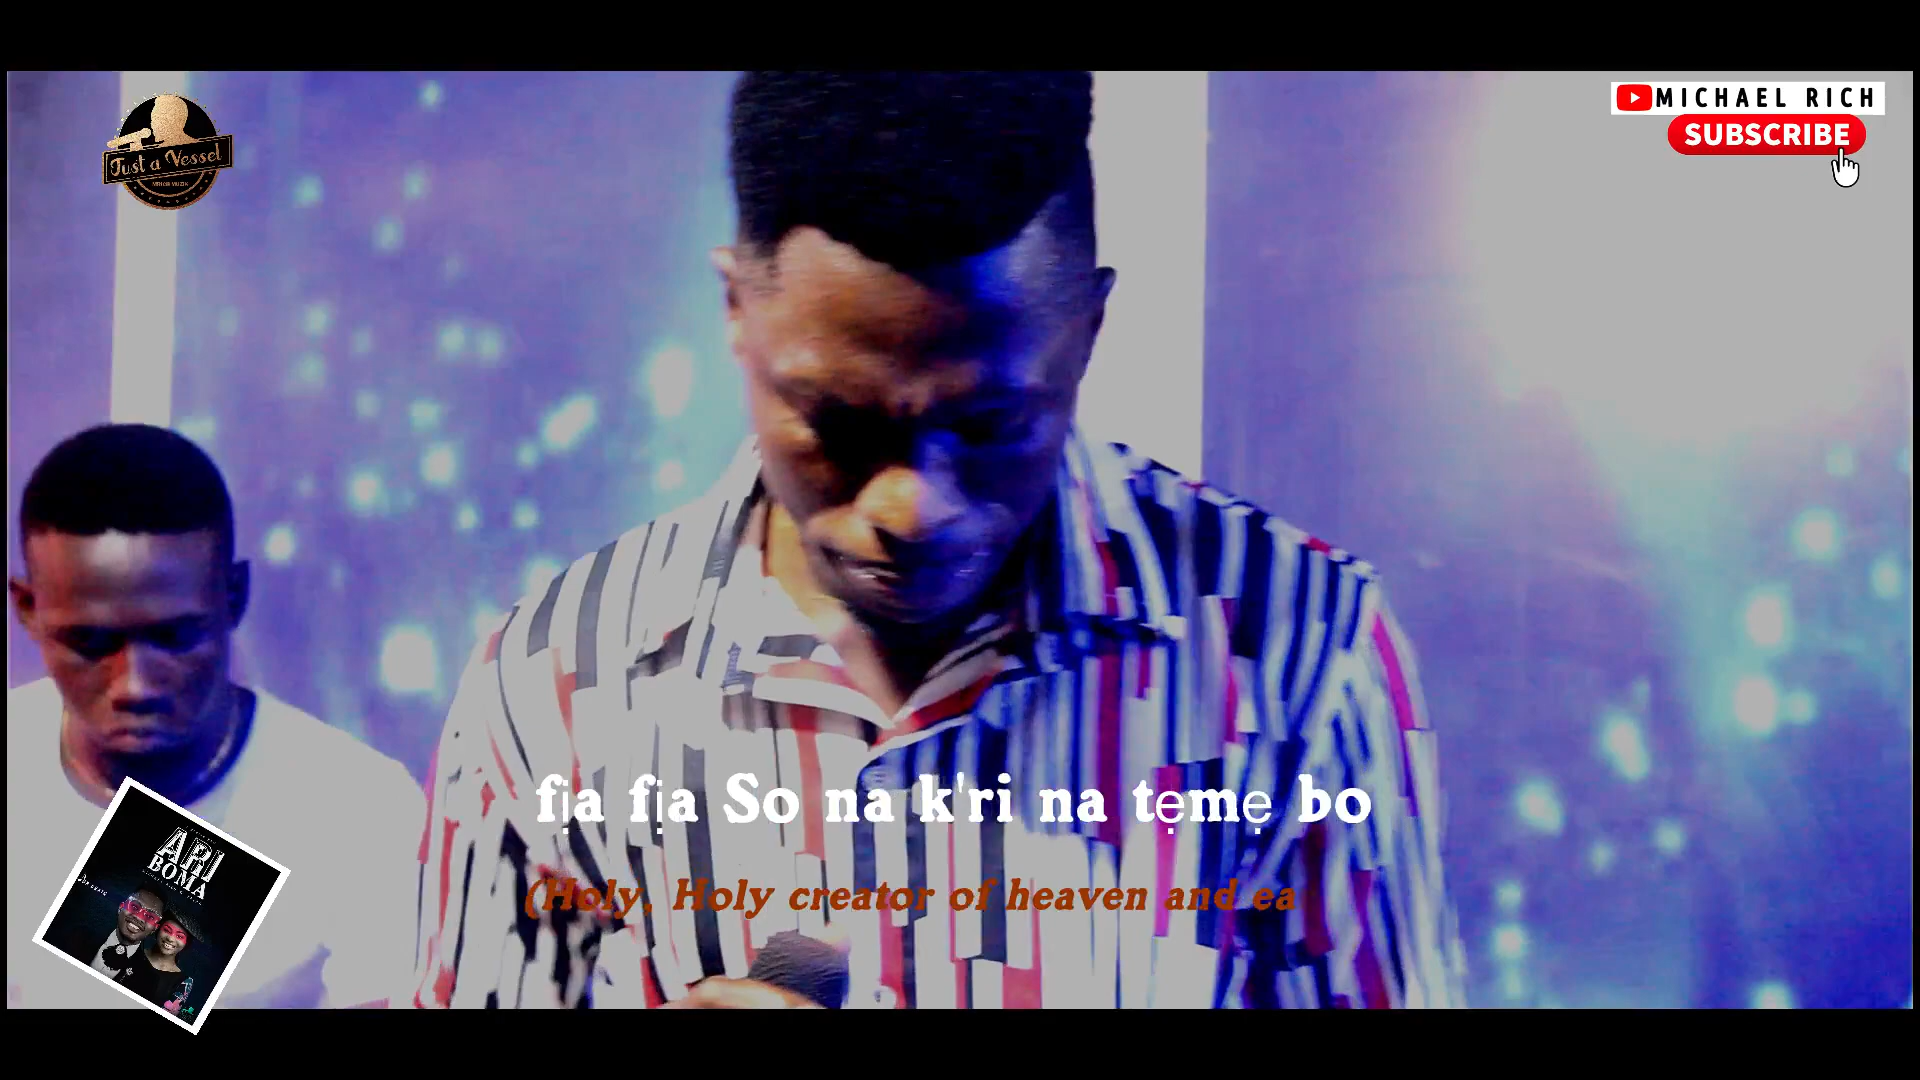 Just a Vessel
MICHAEL RICH
SUBSCRIBE
fịa fịa So na k'ri na tẹmẹ bo
(Holy, Holy creator of heaven and ea
ARI
BOMA